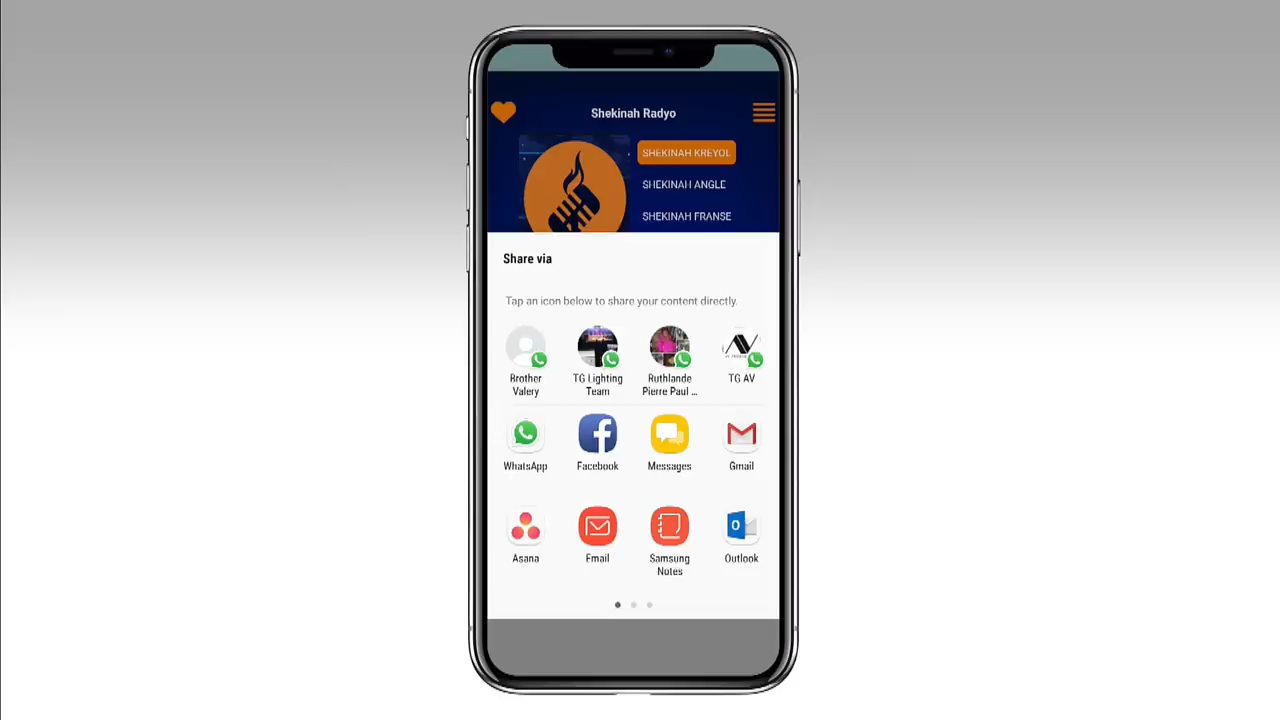 Shekinah Radyo
SHEKINAH KREYOL
SHEKINAH ANGLE
SHEKINAH FRANSE
Share via
Tap an icon below to share your content directly.
Brother
Valery
TG Lighting
Team
Ruthlande
Pierre Paul ...
TG AV
WhatsApp
Facebook
Messages
Gmail
Asana
Email
Samsung
Notes
Outlook